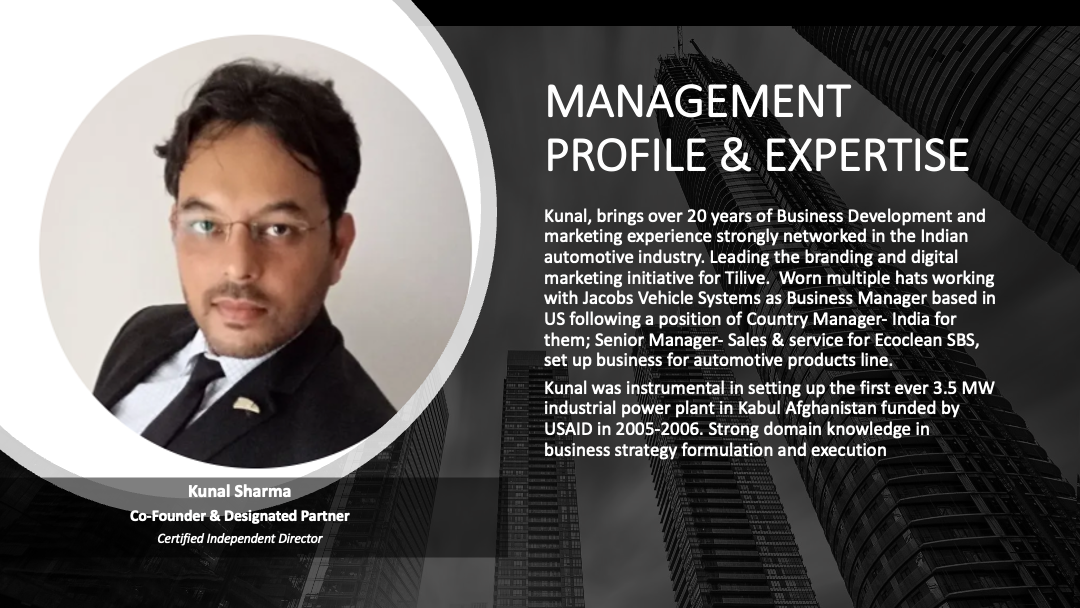 MANAGEMENT
PROFILE & EXPERTISE
Kunal, brings over 20 years of Business Development and
marketing experience strongly networked in the Indian
automotive industry. Leading the branding and digital
marketing initiative for Tilive.  Worn multiple hats working
with Jacobs Vehicle Systems as Business Manager based in
US following a position of Country Manager- India for
them; Senior Manager- Sales & service for Ecoclean SBS,
set up business for automotive products line.
Kunal was instrumental in setting up the first ever 3.5 MW
industrial power plant in Kabul Afghanistan funded by
USAID in 2005-2006. Strong domain knowledge in
business strategy formulation and execution
Kunal Sharma
Co-Founder & Designated Partner
Certified Independent Director